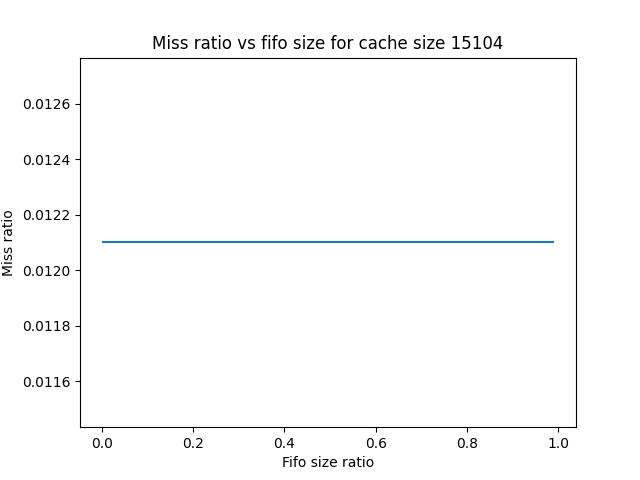 Miss ratio vs fifo size for cache size 15104
0.0126
0.0124
0.0122
0.0120
0.0118
0.0116
Miss ratio
0.0 0.2 0.4 0.6 0.8 1.0
Fifo size ratio